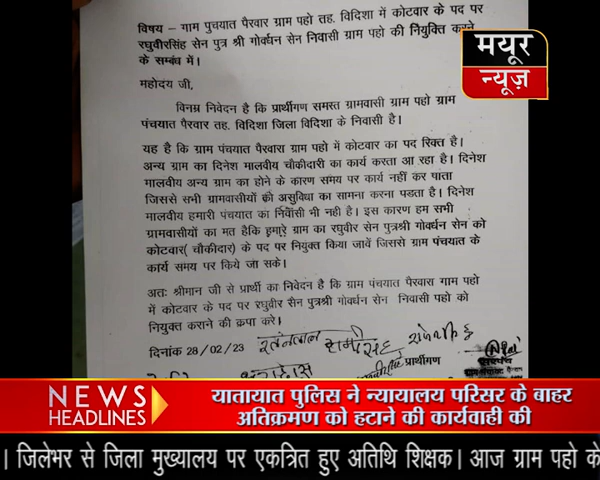 विषय – गाम पुचयात पैरवार ग्राम पहो तह. विदिशा में कोटवार के पद पर
रघुवीरसिंह सेन पुत्र श्री गोवर्धन सेन निवासी ग्राम पहो की नियुक्ति करने
के सम्बंध में।
मयूर
न्यूज़
महोदय जी,
विनम्र निवेदन है कि प्रार्थीगण समस्त ग्रामवासी ग्राम पहो ग्राम
पंचायत पैरवार तह. विदिशा जिला विदिशा के निवासी है।
यह है कि ग्राम पंचायत पैरवारा ग्राम पहो में कोटवार का पद रिक्त है।
अन्य ग्राम का दिनेश मालवीय चौकीदारी का कार्य करता आ रहा है। दिनेश
मालवीय अन्य ग्राम का होने के कारण समय पर कार्य नहीं कर पाता
जिससे सभी ग्रामवासीयों की असुविधा का सामना करना पडता है। दिनेश
मालवीय हमारी पंचायत का निवासी भी नही है। इस कारण हम सभी
ग्रामवासीयों का मत हैकि हमारे ग्राम का रघुवीर सेन पुत्रश्री गोवर्धन सेन को
कोटवार( चौकीदार) के पद पर नियुक्त किया जावें जिससे ग्राम पंचायत के
कार्य समय पर किये जा सके।
अतः श्रीमान जी से प्रार्थी का निवेदन है कि ग्राम पंचायत पैरवारा गाम पहो
में कोटवार के पद पर रघुवीर सेन पुत्रश्री गोवर्धन सेन निवासी पहो को
नियुक्त कराने की क्रपा करे।
दिनांक 28/02/23
प्रार्थीगण
सरपंच
NEWS
HEADLINES
यातायात पुलिस ने न्यायालय परिसर के बाहर
अतिक्रमण को हटाने की कार्यवाही की
। जिलेभर से जिला मुख्यालय पर एकत्रित हुए अतिथि शिक्षक। आज ग्राम पहो के